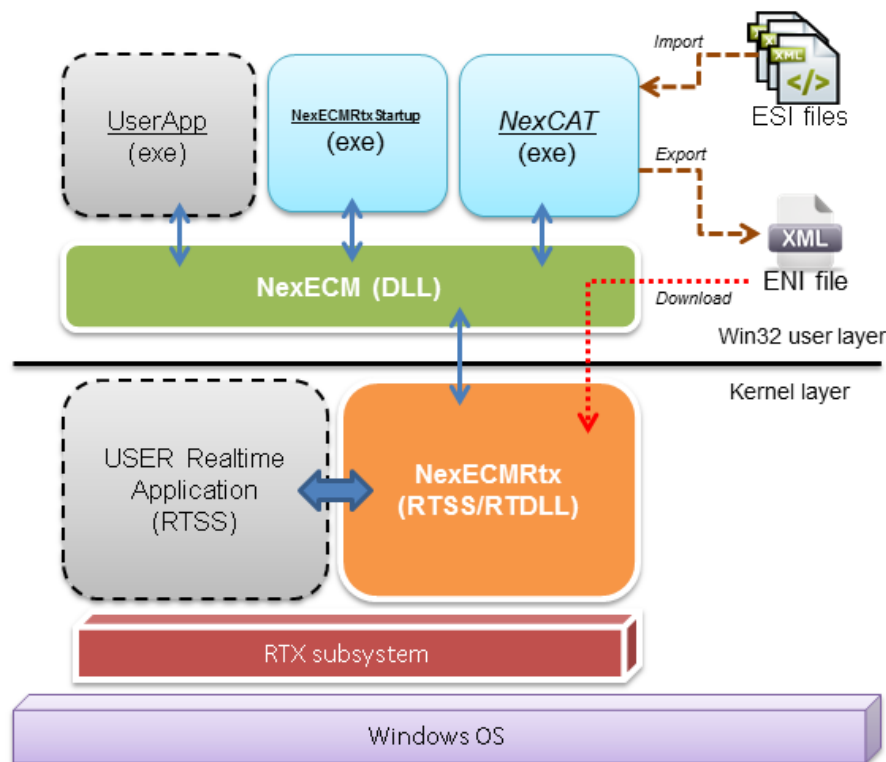 Import
XML
</>
ESI files
UserApp
(exe)
NexECMRtxStartup
(exe)
NexCAT
(exe)
Export
XML
ENI file
NexECM (DLL)
Download
Win32 user layer
Kernel layer
USER Realtime
Application
(RTSS)
NexECMRtx
(RTSS/RTDLL)
RTX subsystem
Windows OS